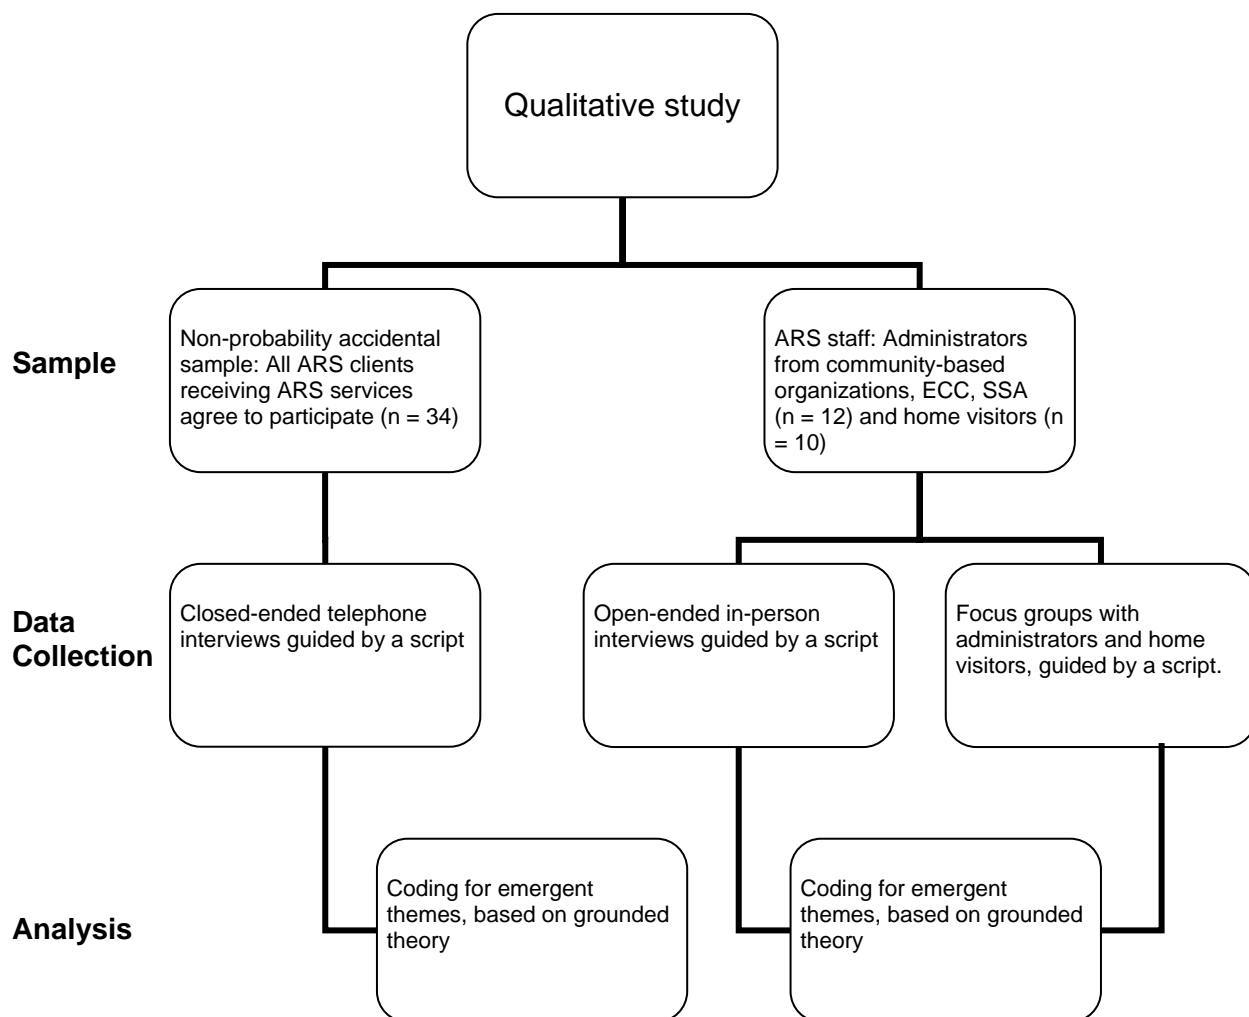 Qualitative study
Sample
Non-probability accidental
sample: All ARS clients
receiving ARS services
agree to participate (n = 34)
ARS staff: Administrators
from community-based
organizations, ECC, SSA
(n = 12) and home visitors (n
= 10)
Data
Collection
Closed-ended telephone
interviews guided by a script
Open-ended in-person
interviews guided by a script
Focus groups with
administrators and home
visitors, guided by a script.
Analysis
Coding for emergent
themes, based on grounded
theory
Coding for emergent
themes, based on grounded
theory